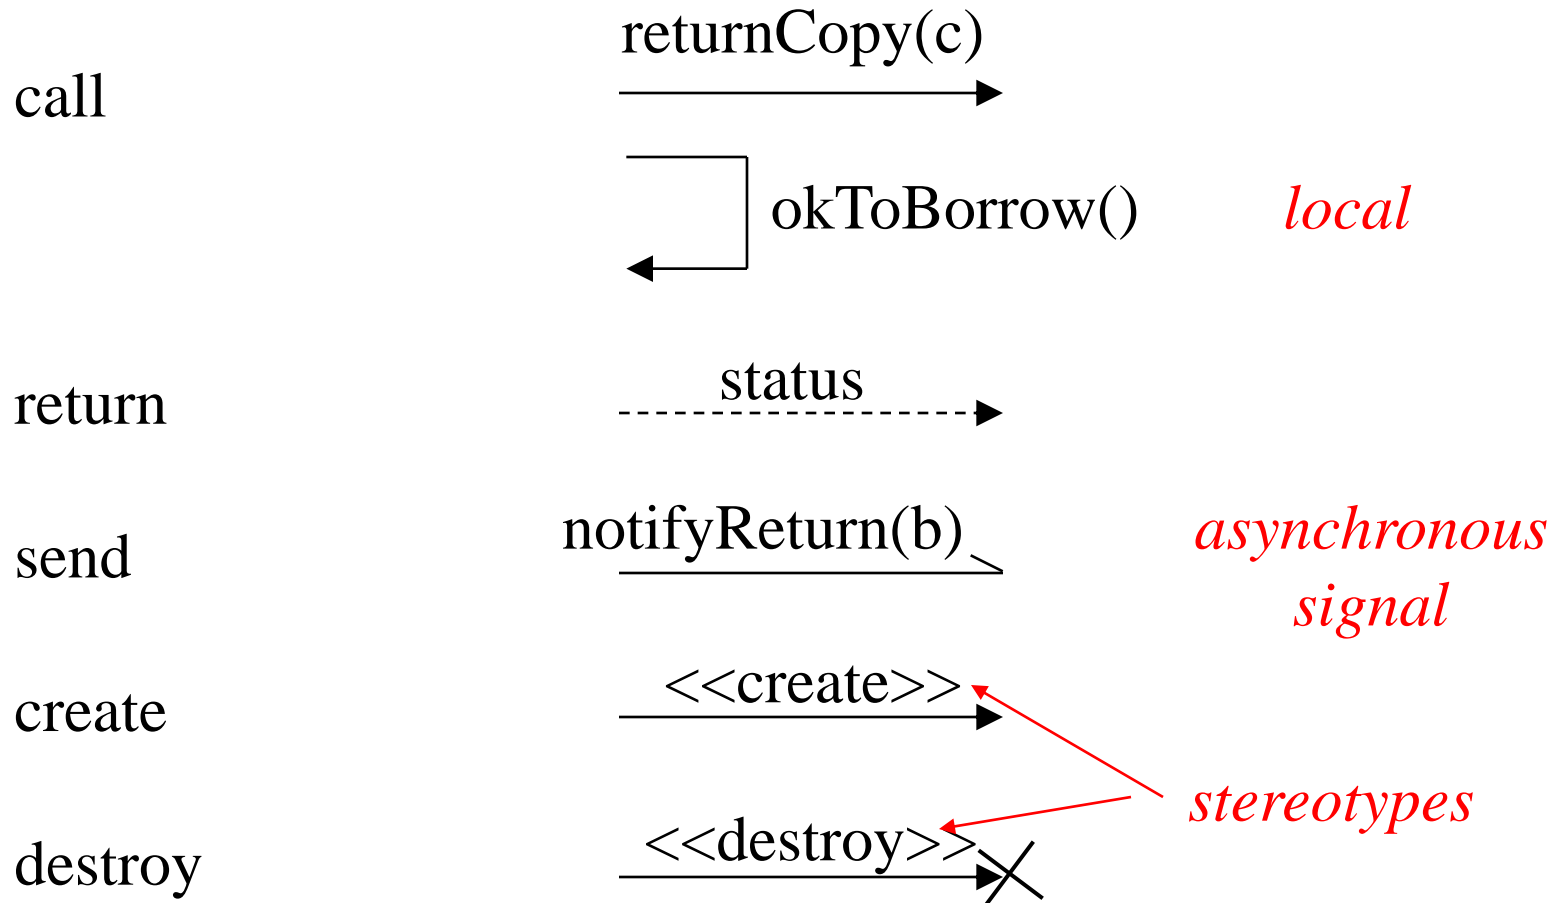 returnCopy(c)
call
okToBorrow()
local
status
return
notifyReturn(b)
asynchronous
send
signal
<<create>>
create
stereotypes
<<destroy>>
destroy